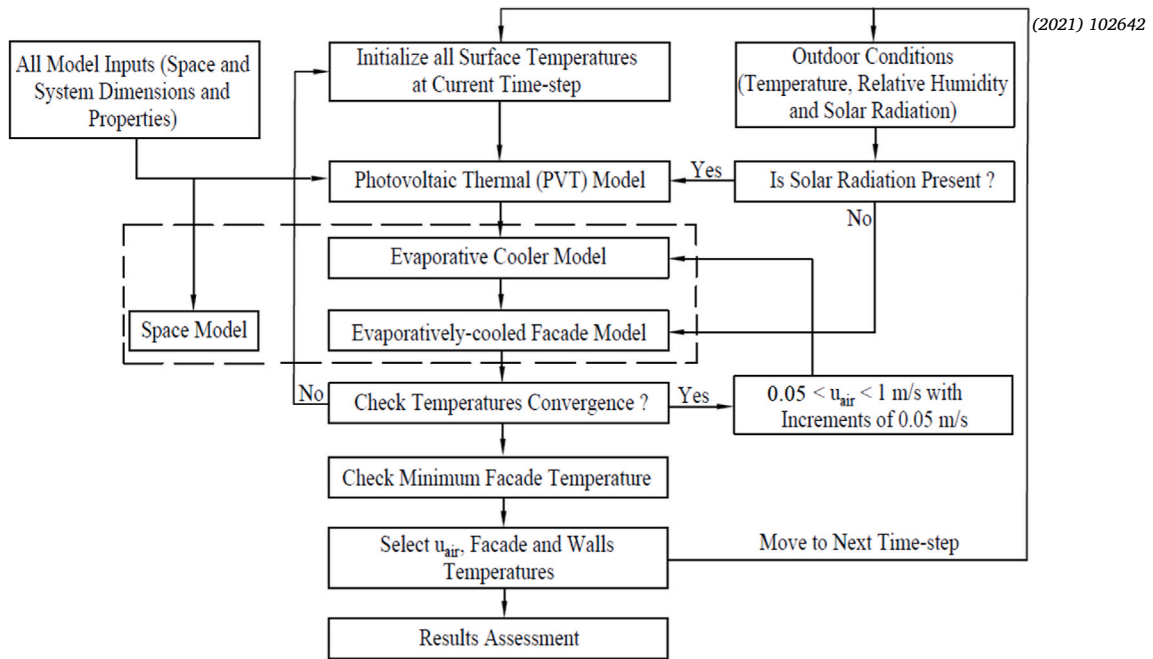 (2021) 102642
All Model Inputs (Space and
System Dimensions and
Properties)
Initialize all Surface Temperatures
at Current Time-step
Outdoor Conditions
(Temperature, Relative Humidity
and Solar Radiation)
Photovoltaic Thermal (PVT) Model
Yes
Is Solar Radiation Present ?
No
Evaporative Cooler Model
Space Model
Evaporatively-cooled Facade Model
No
Check Temperatures Convergence ?
Yes
0.05 < uair < 1 m/s with
Increments of 0.05 m/s
Check Minimum Facade Temperature
Select uair, Facade and Walls
Temperatures
Move to Next Time-step
Results Assessment